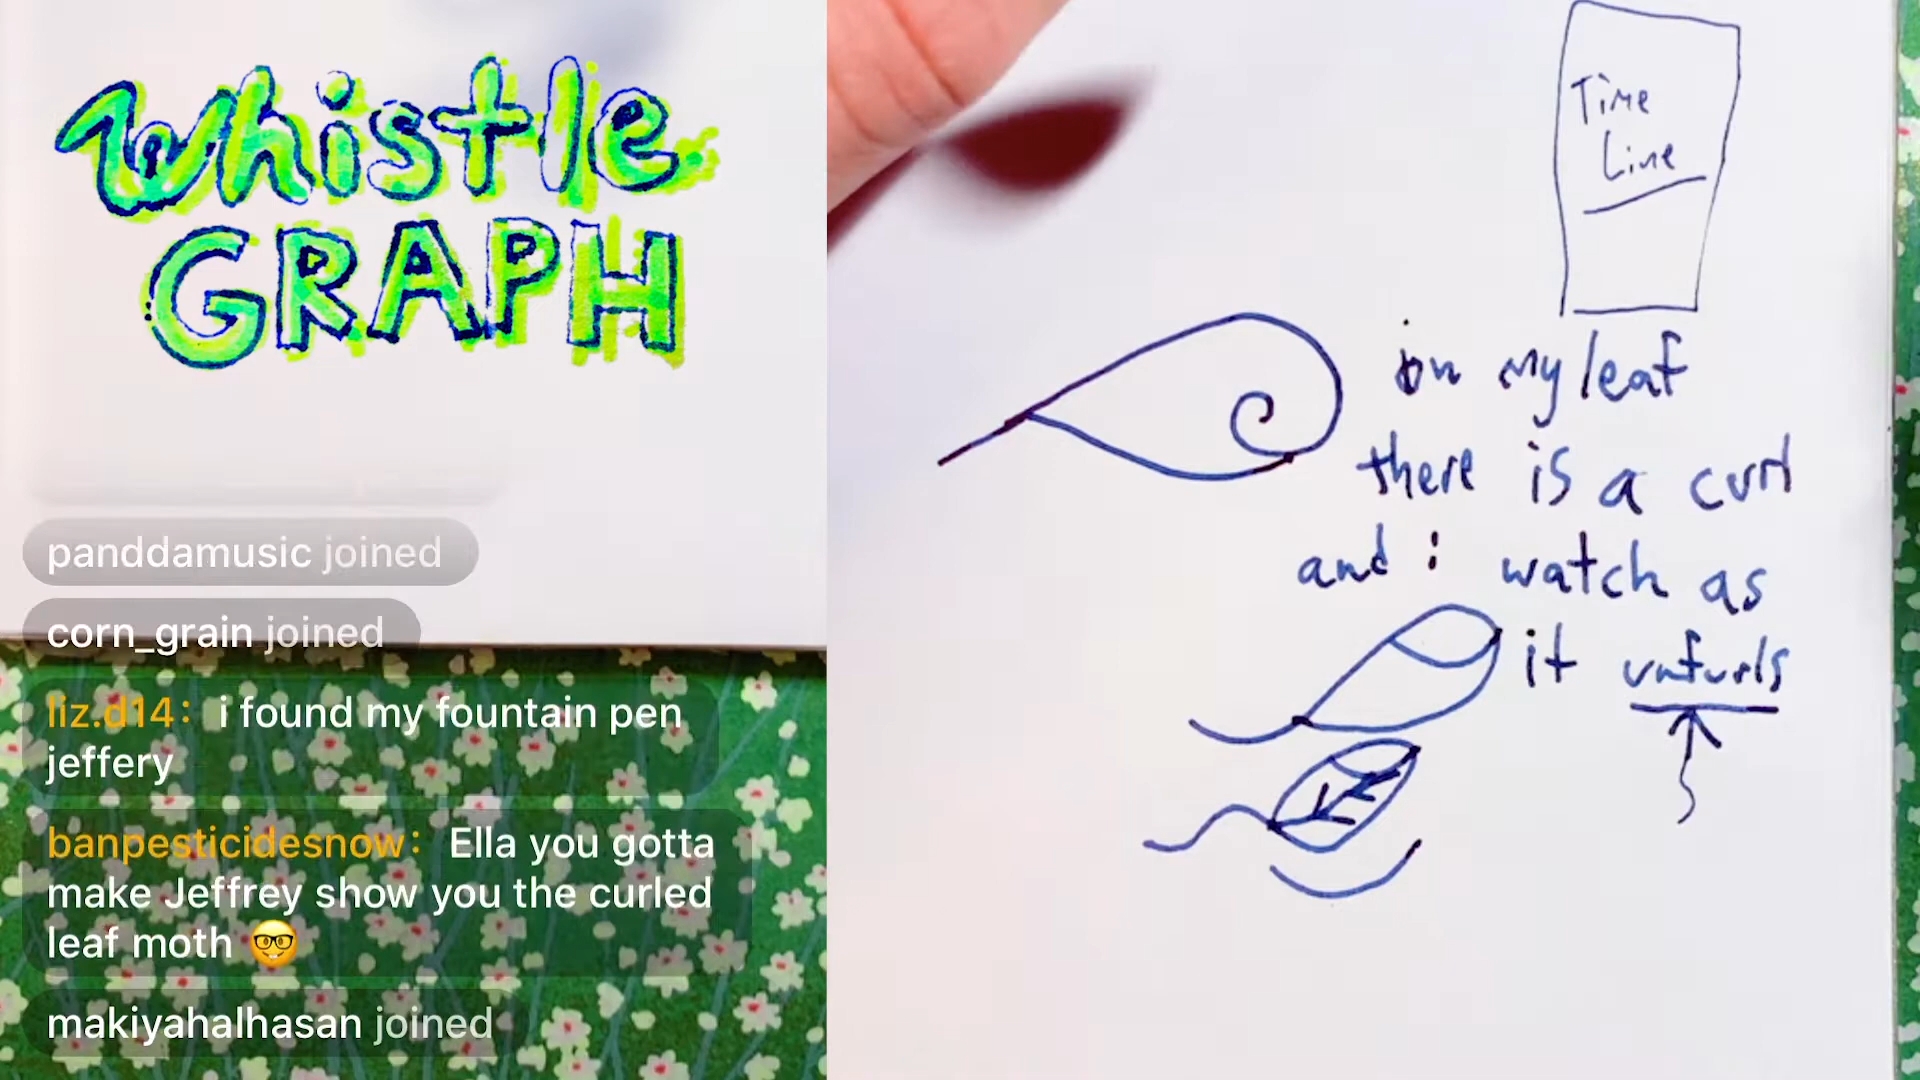 Whistle
GRAPH
panddamusic joined
corn_grain joined
liz.d14: i found my fountain pen
jeffery
banpesticidesnow: Ella you gotta
make Jeffrey show you the curled
leaf moth 🤓
makiyahalhasan joined
Time
Line
on my leaf
there is a curl
and i watch as
it unfurls